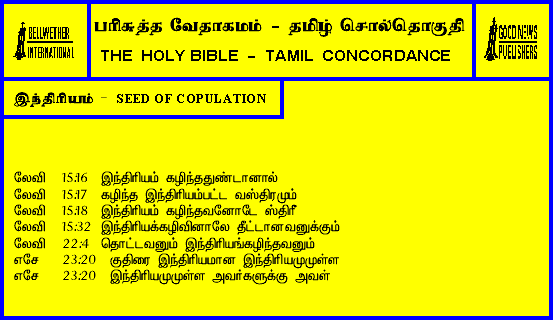 BELLWETHER
INTERNATIONAL
பரிசுத்த வேதாகமம் - தமிழ் சொல்தொகுதி
THE HOLY BIBLE - TAMIL CONCORDANCE
GOOD NEWS
PUBLISHERS
இந்திரியம் - SEED OF COPULATION
லேவி 15:16 இந்திரியம் கழிந்ததுண்டானால்
லேவி 15:17 கழிந்த இந்திரியம்பட்ட வஸ்திரமும்
லேவி 15:18 இந்திரியம் கழிந்தவனோடே ஸ்திரீ
லேவி 15:32 இந்திரியக்கழிவினாலே தீட்டானவனுக்கும்
லேவி 22:4 தொட்டவனும் இந்திரியங்கழிந்தவனும்
எசே 23:20 குதிரை இந்திரியமான இந்திரியமுமுள்ள
எசே 23:20 இந்திரியமுமுள்ள அவர்களுக்கு அவள்